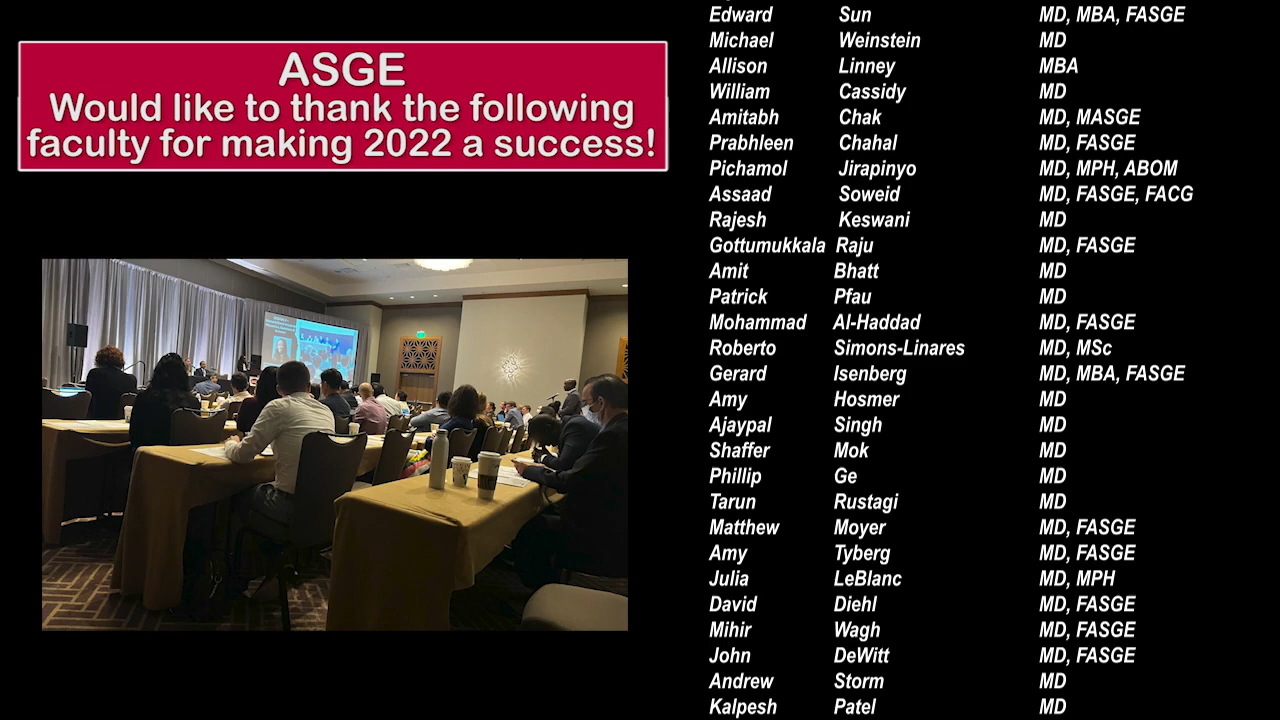 ASGE
Would like to thank the following
faculty for making 2022 a success!
Edward Sun MD, MBA, FASGE
Michael Weinstein MD
Allison Linney MBA
William Cassidy MD
Amitabh Chak MD, MASGE
Prabhleen Chahal MD, FASGE
Pichamol Jirapinyo MD, MPH, ABOM
Assaad Soweid MD, FASGE, FACG
Rajesh Keswani MD
Gottumukkala Raju MD, FASGE
Amit Bhatt MD
Patrick Pfau MD
Mohammad Al-Haddad MD, FASGE
Roberto Simons-Linares MD, MSc
Gerard Isenberg MD, MBA, FASGE
Amy Hosmer MD
Ajaypal Singh MD
Shaffer Mok MD
Phillip Ge MD
Tarun Rustagi MD
Matthew Moyer MD, FASGE
Amy Tyberg MD, FASGE
Julia LeBlanc MD, MPH
David Diehl MD, FASGE
Mihir Wagh MD, FASGE
John DeWitt MD, FASGE
Andrew Storm MD
Kalpesh Patel MD